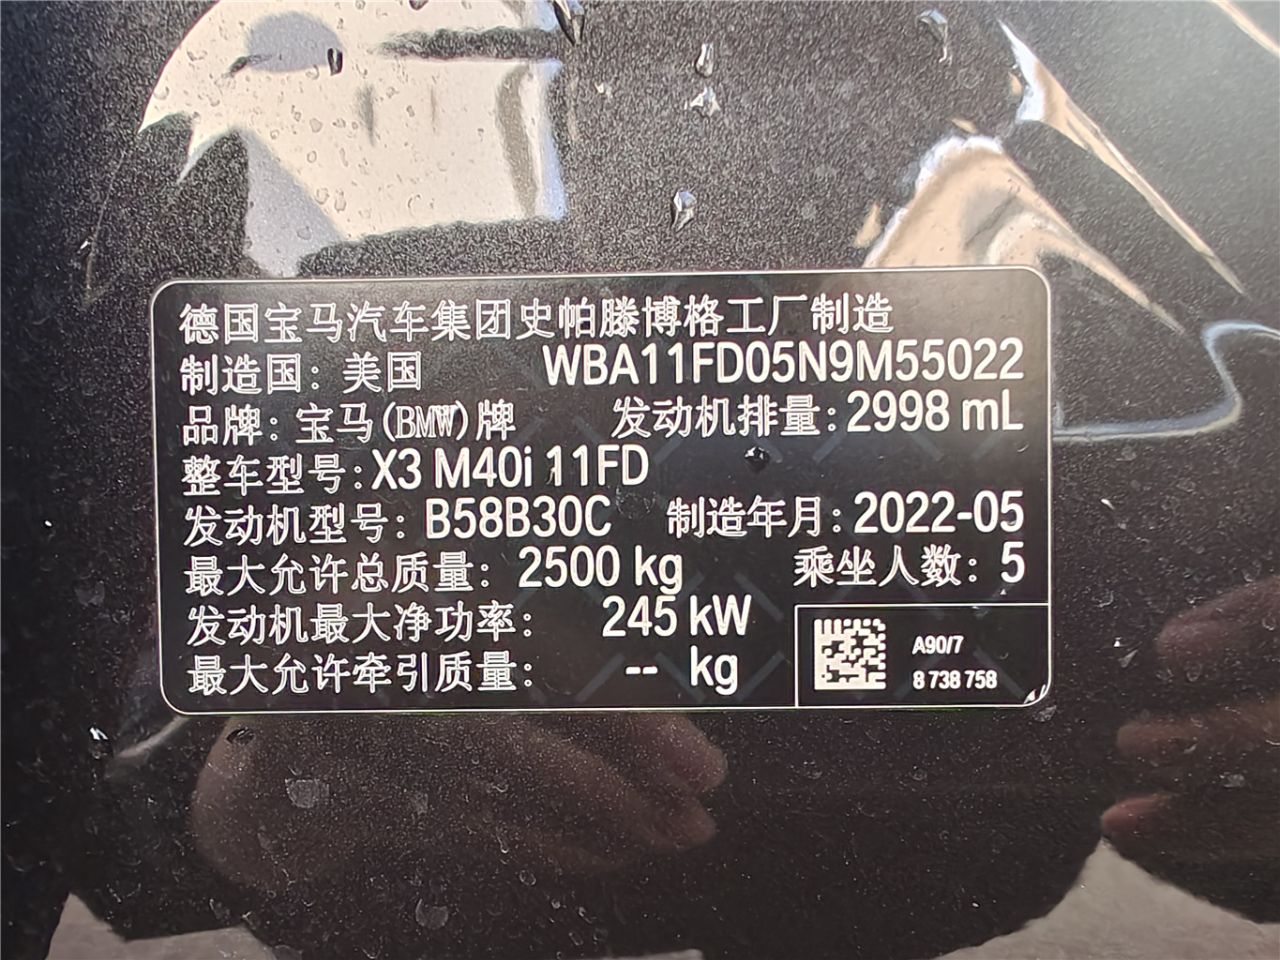 德国宝马汽车集团史帕滕博格工厂制造
制造国：美国 WBA11FD05N9M55022
品牌：宝马(BMW)牌 发动机排量:2998 mL
整车型号:X3 M40i 11FD
发动机型号：B58B30C 制造年月:2022-05
最大允许总质量：2500 kg 乘坐人数：5
发动机最大净功率： 245 kW
最大允许牵引质量： -- kg
A90/7
8 738 758